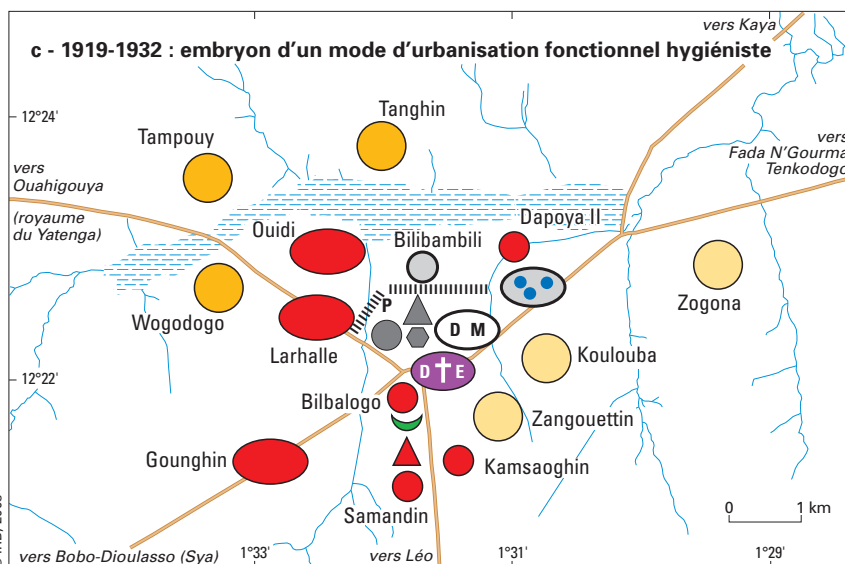 vers
Kaya
c - 1919-1932 : embryon d'un mode d'urbanisation fonctionnel hygiéniste
12°24'
Tanghin
Tampouy
vers
Fada N'Gourma
Tenkodogo
vers
Ouahigouya
(royaume
du Yatenga)
Ouidi
Dapoya II
Bilibambili
Zogona
Wogodogo
P
D M
Larhalle
Koulouba
12°22'
D E
Bilbalogo
Zangouettin
Gounghin
Kamsaoghin
Samandin
0 1 km
vers Bobo-Dioulasso (Sya)
1°33'
vers Léo
1°31'
1°29'